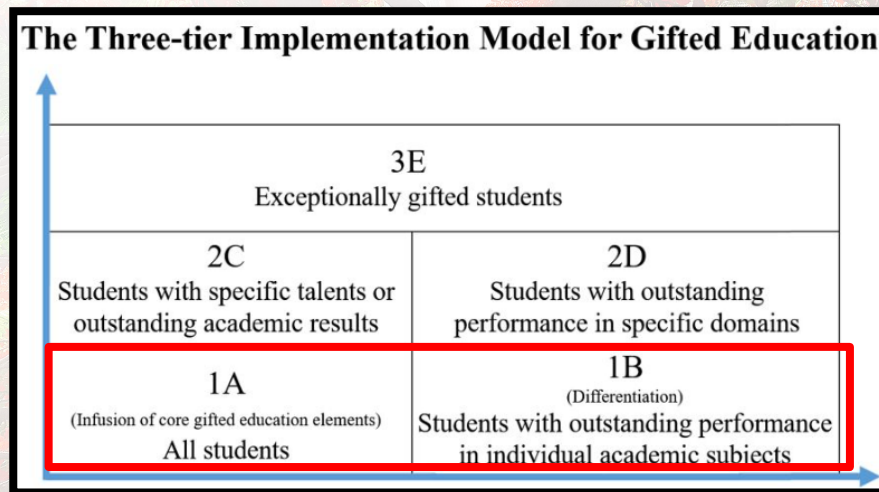 The Three-tier Implementation Model for Gifted Education
3E
Exceptionally gifted students
2C
Students with specific talents or
outstanding academic results
2D
Students with outstanding
performance in specific domains
1A
(Infusion of core gifted education elements)
All students
1B
(Differentiation)
Students with outstanding performance
in individual academic subjects